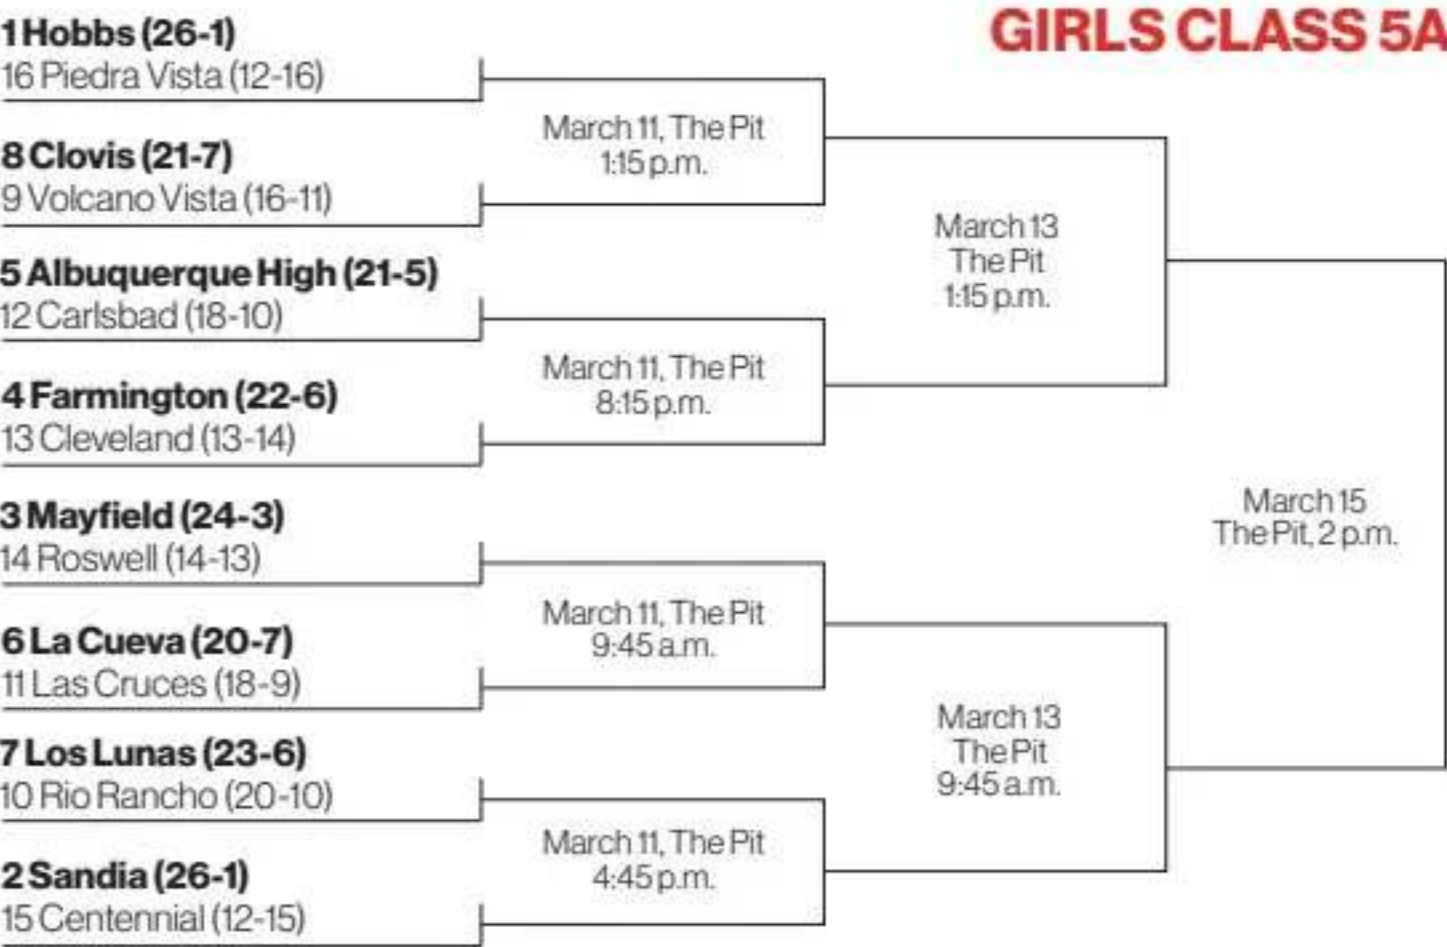 GIRLS CLASS 5A
1 Hobbs (26-1)
16 Piedra Vista (12-16)
8 Clovis (21-7)
9 Volcano Vista (16-11)
5 Albuquerque High (21-5)
12 Carlsbad (18-10)
4 Farmington (22-6)
13 Cleveland (13-14)
3 Mayfield (24-3)
14 Roswell (14-13)
6 La Cueva (20-7)
11 Las Cruces (18-9)
7 Los Lunas (23-6)
10 Rio Rancho (20-10)
2 Sandia (26-1)
15 Centennial (12-15)
March 11, The Pit
1:15 p.m.
March 11, The Pit
8:15 p.m.
March 11, The Pit
9:45 a.m.
March 11, The Pit
4:45 p.m.
March 13
The Pit
1:15 p.m.
March 13
The Pit
9:45 a.m.
March 15
The Pit, 2 p.m.